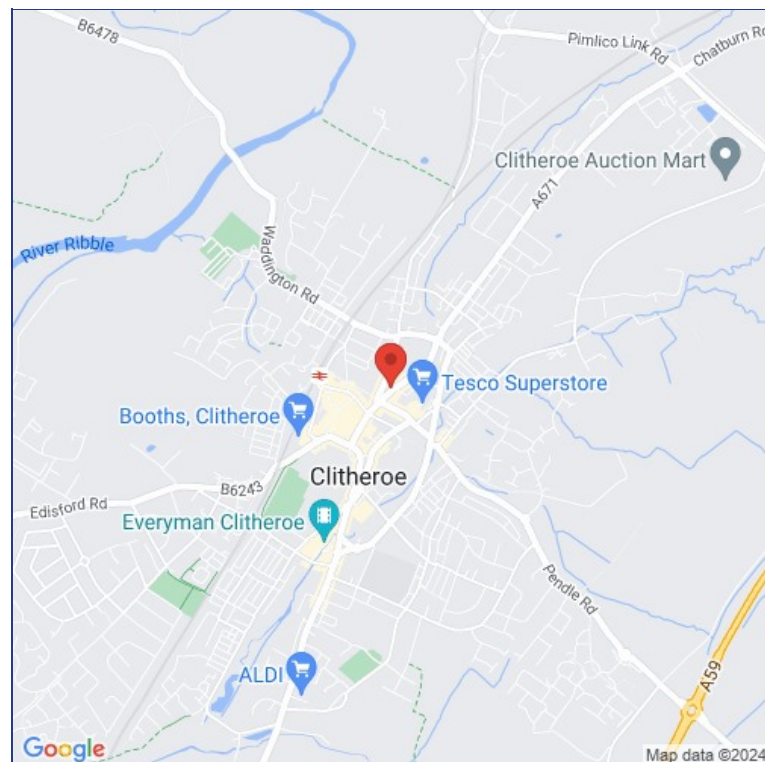 B6478
Pimlico Link Rd
Chatburn Rd
Clitheroe Auction Mart
A671
River Ribble
Waddington Rd
Tesco Superstore
Booths, Clitheroe
Clitheroe
B6243
Edisford Rd
Everyman Clitheroe
Pendle Rd
ALDI
A59
Google
Map data ©2024